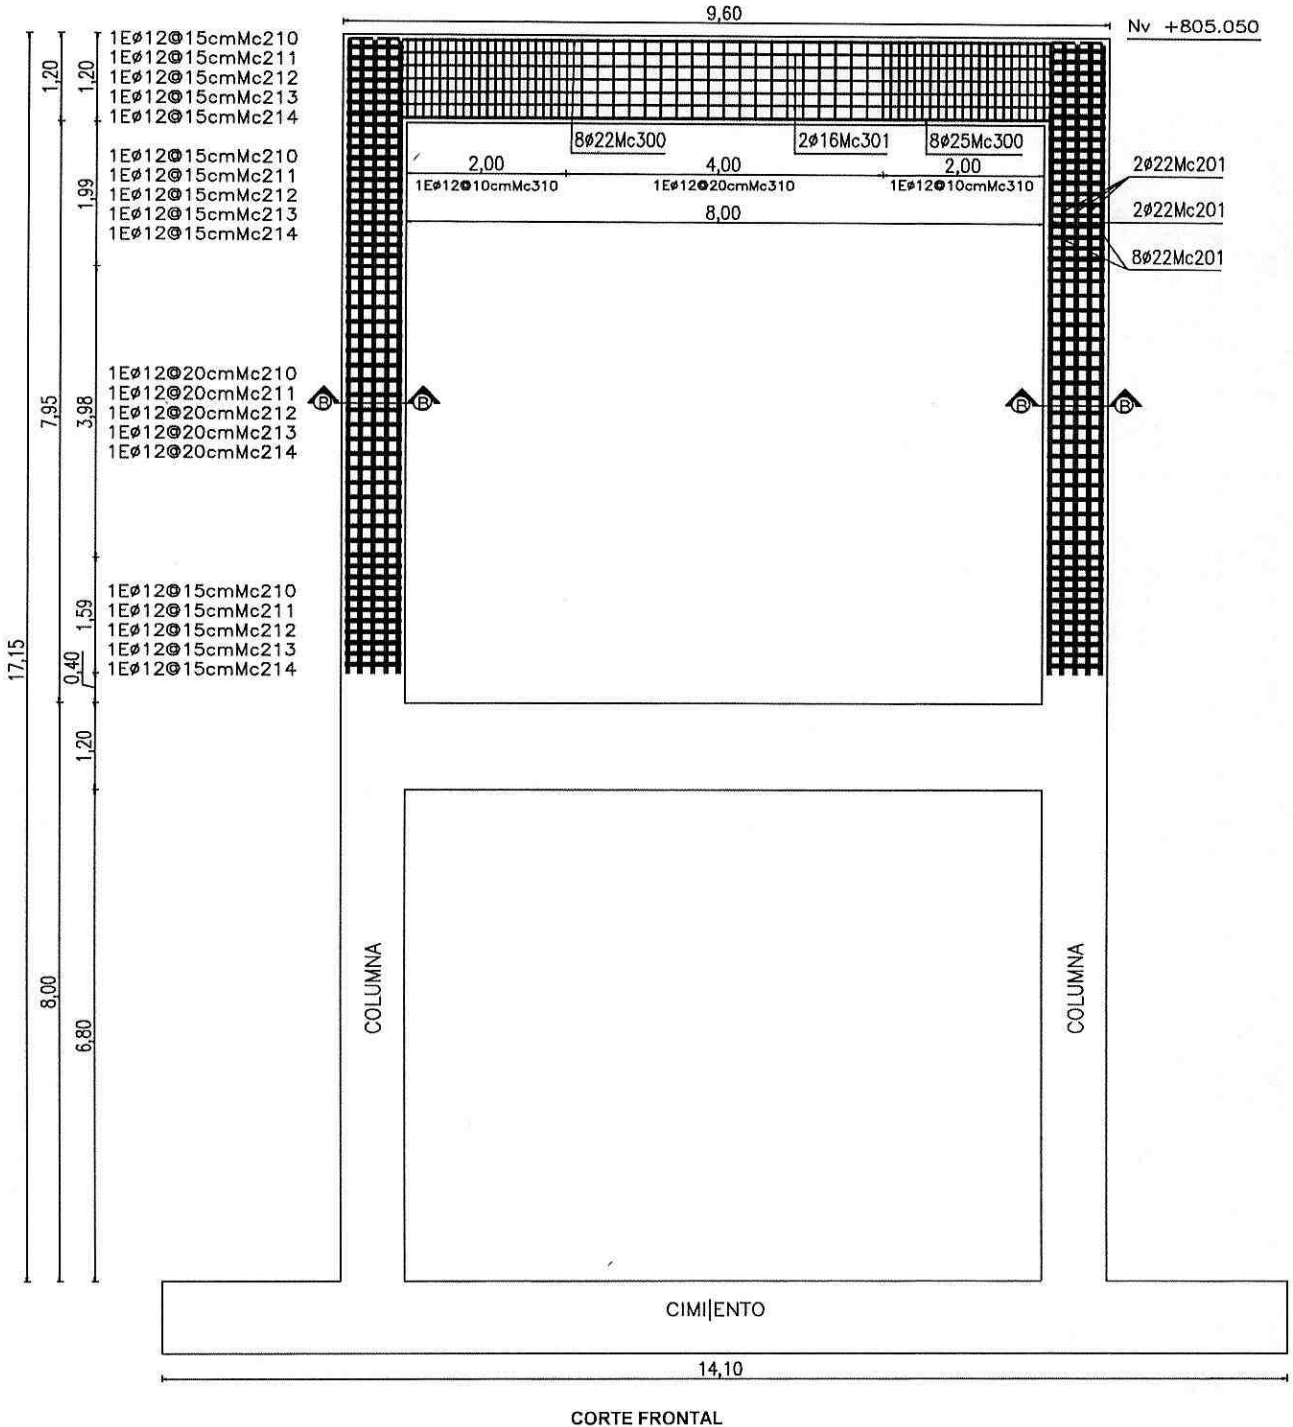 9,60
Nv +805.050
1EØ12@15cmMc210
1EØ12@15cmMc211
1EØ12@15cmMc212
1EØ12@15cmMc213
1EØ12@15cmMc214
1,20
1,20
1EØ12@15cmMc210
1EØ12@15cmMc211
1EØ12@15cmMc212
1EØ12@15cmMc213
1EØ12@15cmMc214
1,99
8Ø22Mc300
2Ø16Mc301
8Ø25Mc300
2,00
4,00
2,00
1EØ12@10cmMc310
1EØ12@20cmMc310
1EØ12@10cmMc310
8,00
2Ø22Mc201
2Ø22Mc201
8Ø22Mc201
1EØ12@20cmMc210
1EØ12@20cmMc211
1EØ12@20cmMc212
1EØ12@20cmMc213
1EØ12@20cmMc214
7,95
3,98
B
B
B
B
1EØ12@15cmMc210
1EØ12@15cmMc211
1EØ12@15cmMc212
1EØ12@15cmMc213
1EØ12@15cmMc214
17,15
1,59
0,40
1,20
8,00
6,80
COLUMNA
COLUMNA
CIMIENTO
14,10
CORTE FRONTAL